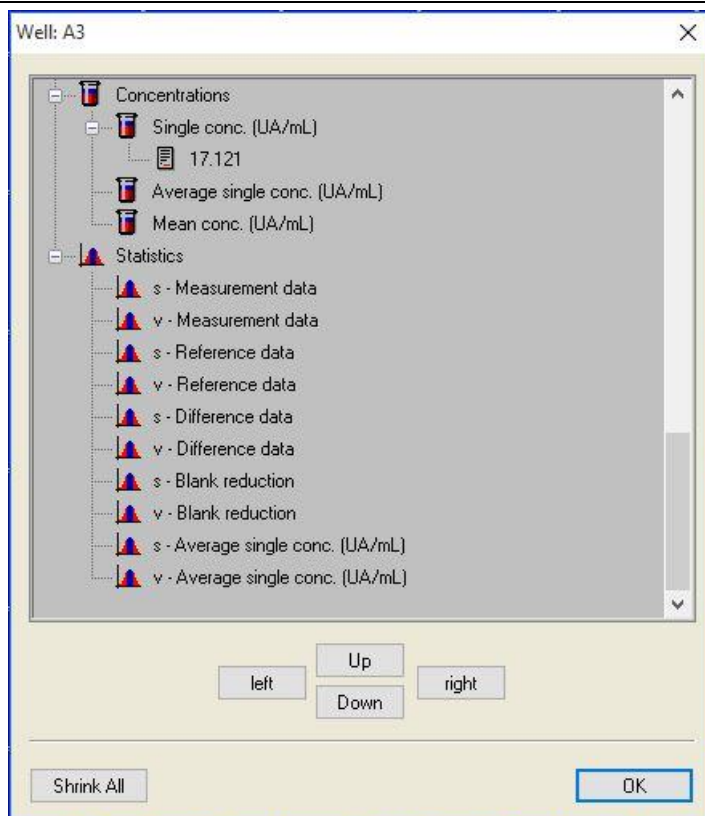 Well: A3
Concentrations
Single conc. (UA/mL)
17.121
Average single conc. (UA/mL)
Mean conc. (UA/mL)
Statistics
s - Measurement data
v - Measurement data
s - Reference data
v - Reference data
s - Difference data
v - Difference data
s - Blank reduction
v - Blank reduction
s - Average single conc. (UA/mL)
v - Average single conc. (UA/mL)
Up
left
right
Down
Shrink All
OK